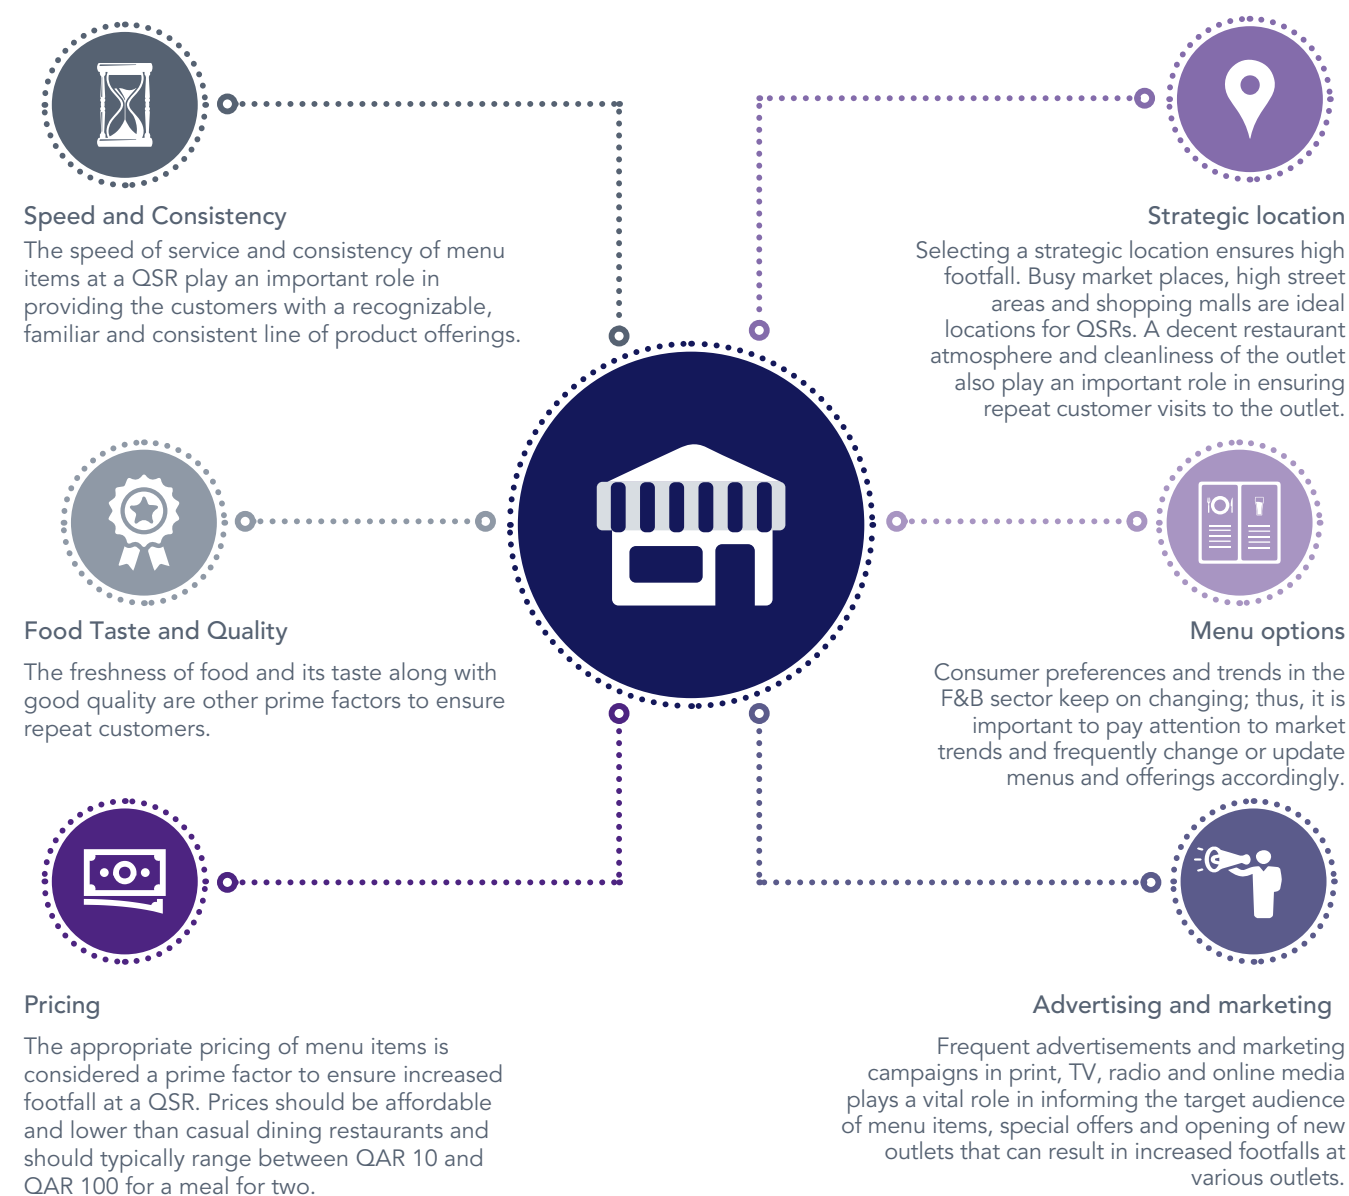 Speed and Consistency
The speed of service and consistency of menu
items at a QSR play an important role in
providing the customers with a recognizable,
familiar and consistent line of product offerings.
Strategic location
Selecting a strategic location ensures high
footfall. Busy market places, high street
areas and shopping malls are ideal
locations for QSRs. A decent restaurant
atmosphere and cleanliness of the outlet
also play an important role in ensuring
repeat customer visits to the outlet.
Food Taste and Quality
The freshness of food and its taste along with
good quality are other prime factors to ensure
repeat customers.
Menu options
Consumer preferences and trends in the
F&B sector keep on changing; thus, it is
important to pay attention to market
trends and frequently change or update
menus and offerings accordingly.
Pricing
The appropriate pricing of menu items is
considered a prime factor to ensure increased
footfall at a QSR. Prices should be affordable
and lower than casual dining restaurants and
should typically range between QAR 10 and
QAR 100 for a meal for two.
Advertising and marketing
Frequent advertisements and marketing
campaigns in print, TV, radio and online media
plays a vital role in informing the target audience
of menu items, special offers and opening of new
outlets that can result in increased footfalls at
various outlets.